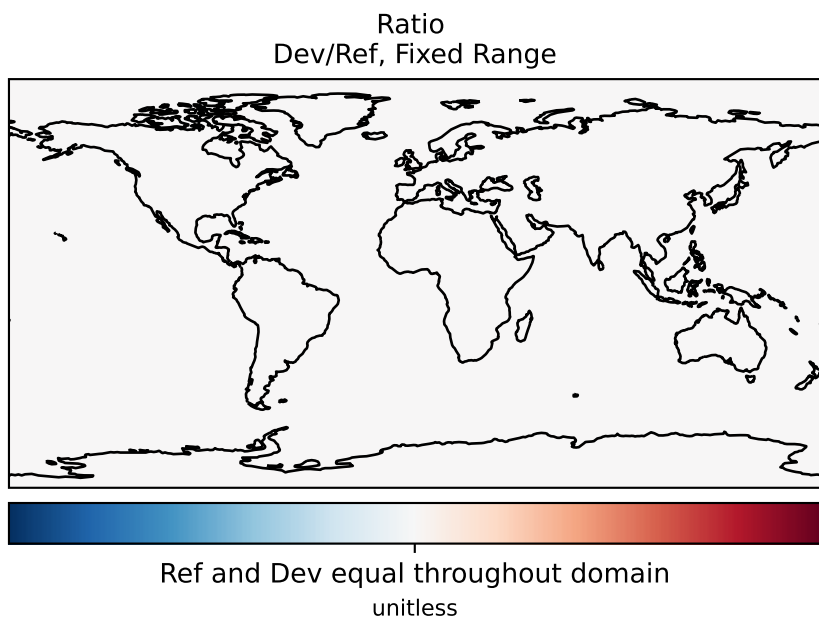 Ratio
Dev/Ref, Fixed Range
Ref and Dev equal throughout domain
unitless